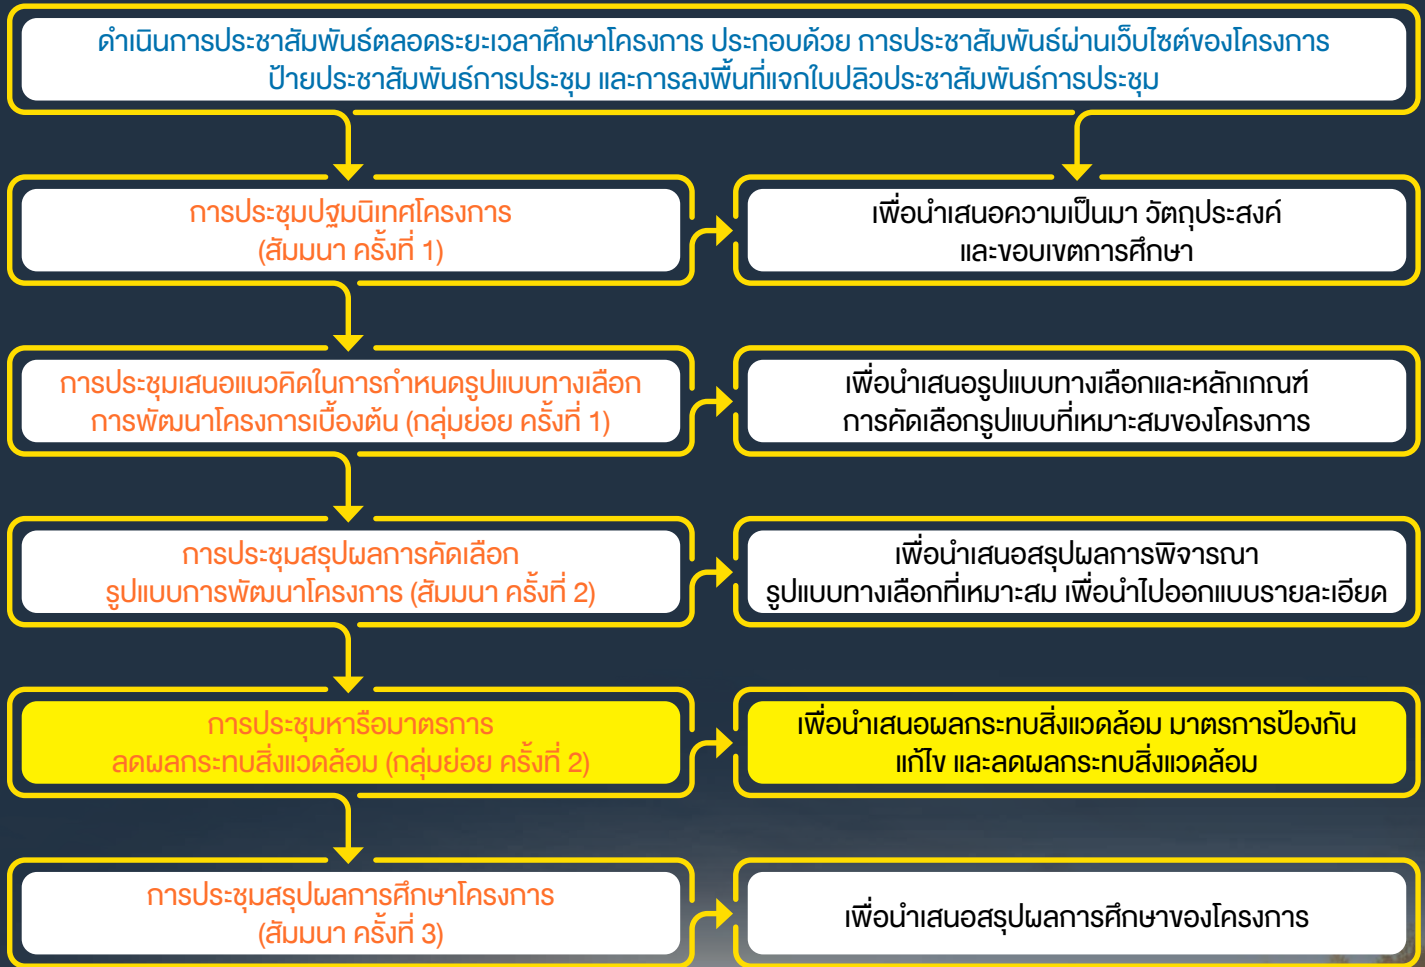 ดำเนินการประชาสัมพันธ์ตลอดระยะเวลาศึกษาโครงการ ประกอบด้วย การประชาสัมพันธ์ผ่านเว็บไซต์ของโครงการ
ป้ายประชาสัมพันธ์การประชุม และการลงพื้นที่แจกใบปลิวประชาสัมพันธ์การประชุม
การประชุมปฐมนิเทศโครงการ
(สัมมนา ครั้งที่ 1)
เพื่อนำเสนอความเป็นมา วัตถุประสงค์
และขอบเขตการศึกษา
การประชุมเสนอแนวคิดในการกำหนดรูปแบบทางเลือก
การพัฒนาโครงการเบื้องต้น (กลุ่มย่อย ครั้งที่ 1)
เพื่อนำเสนอรูปแบบทางเลือกและหลักเกณฑ์
การคัดเลือกรูปแบบที่เหมาะสมของโครงการ
การประชุมสรุปผลการคัดเลือก
รูปแบบการพัฒนาโครงการ (สัมมนา ครั้งที่ 2)
เพื่อนำเสนอสรุปผลการพิจารณา
รูปแบบทางเลือกที่เหมาะสม เพื่อนำไปออกแบบรายละเอียด
การประชุมหารือมาตรการ
ลดผลกระทบสิ่งแวดล้อม (กลุ่มย่อย ครั้งที่ 2)
เพื่อนำเสนอผลกระทบสิ่งแวดล้อม มาตรการป้องกัน
แก้ไข และลดผลกระทบสิ่งแวดล้อม
การประชุมสรุปผลการศึกษาโครงการ
(สัมมนา ครั้งที่ 3)
เพื่อนำเสนอสรุปผลการศึกษาของโครงการ